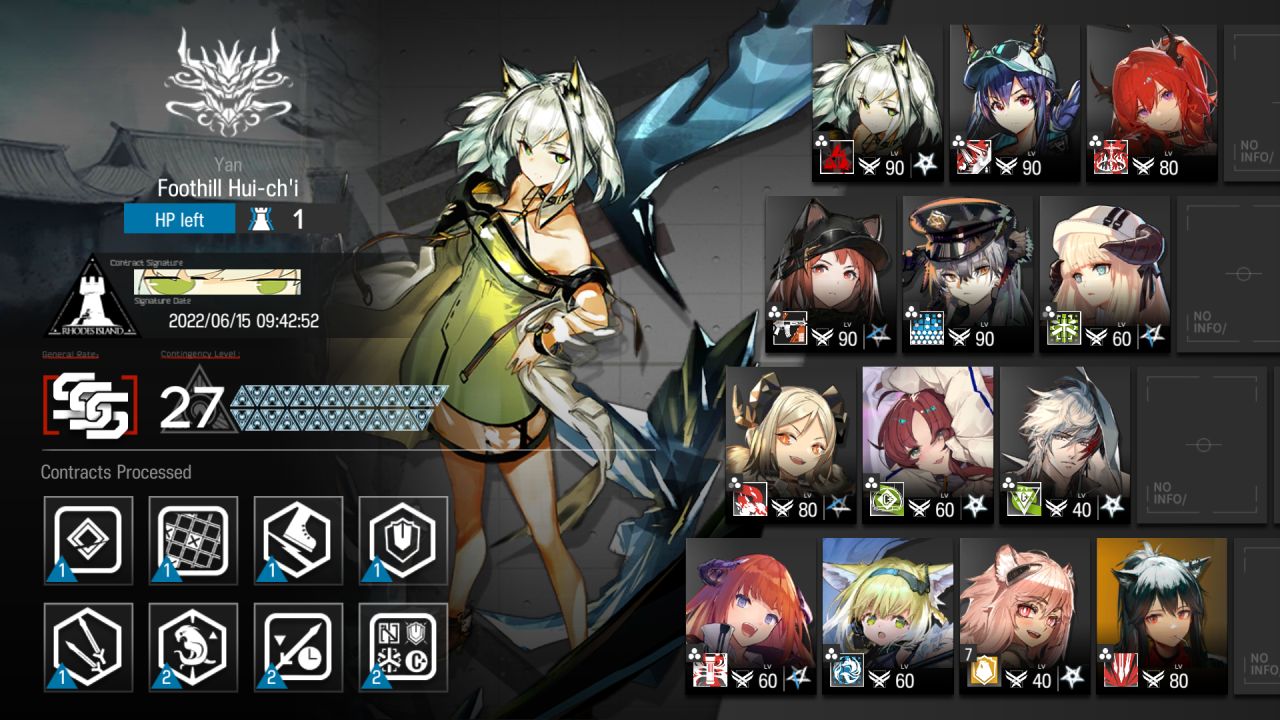 Yan
Foothill Hui-ch'i
HP left 1
Contract Signature
Signature Date
2022/06/15 09:42:52
RHODES ISLAND
General Rate:
Contingency Level:
27
Contracts Processed
1 1 1 1
1 2 2 2
LV 90
LV 90
LV 80
NO INFO/
LV 90
LV 90
LV 60
NO INFO/
LV 80
LV 60
LV 40
NO INFO/
LV 60
LV 60
7 LV 40
LV 80
NO INFO